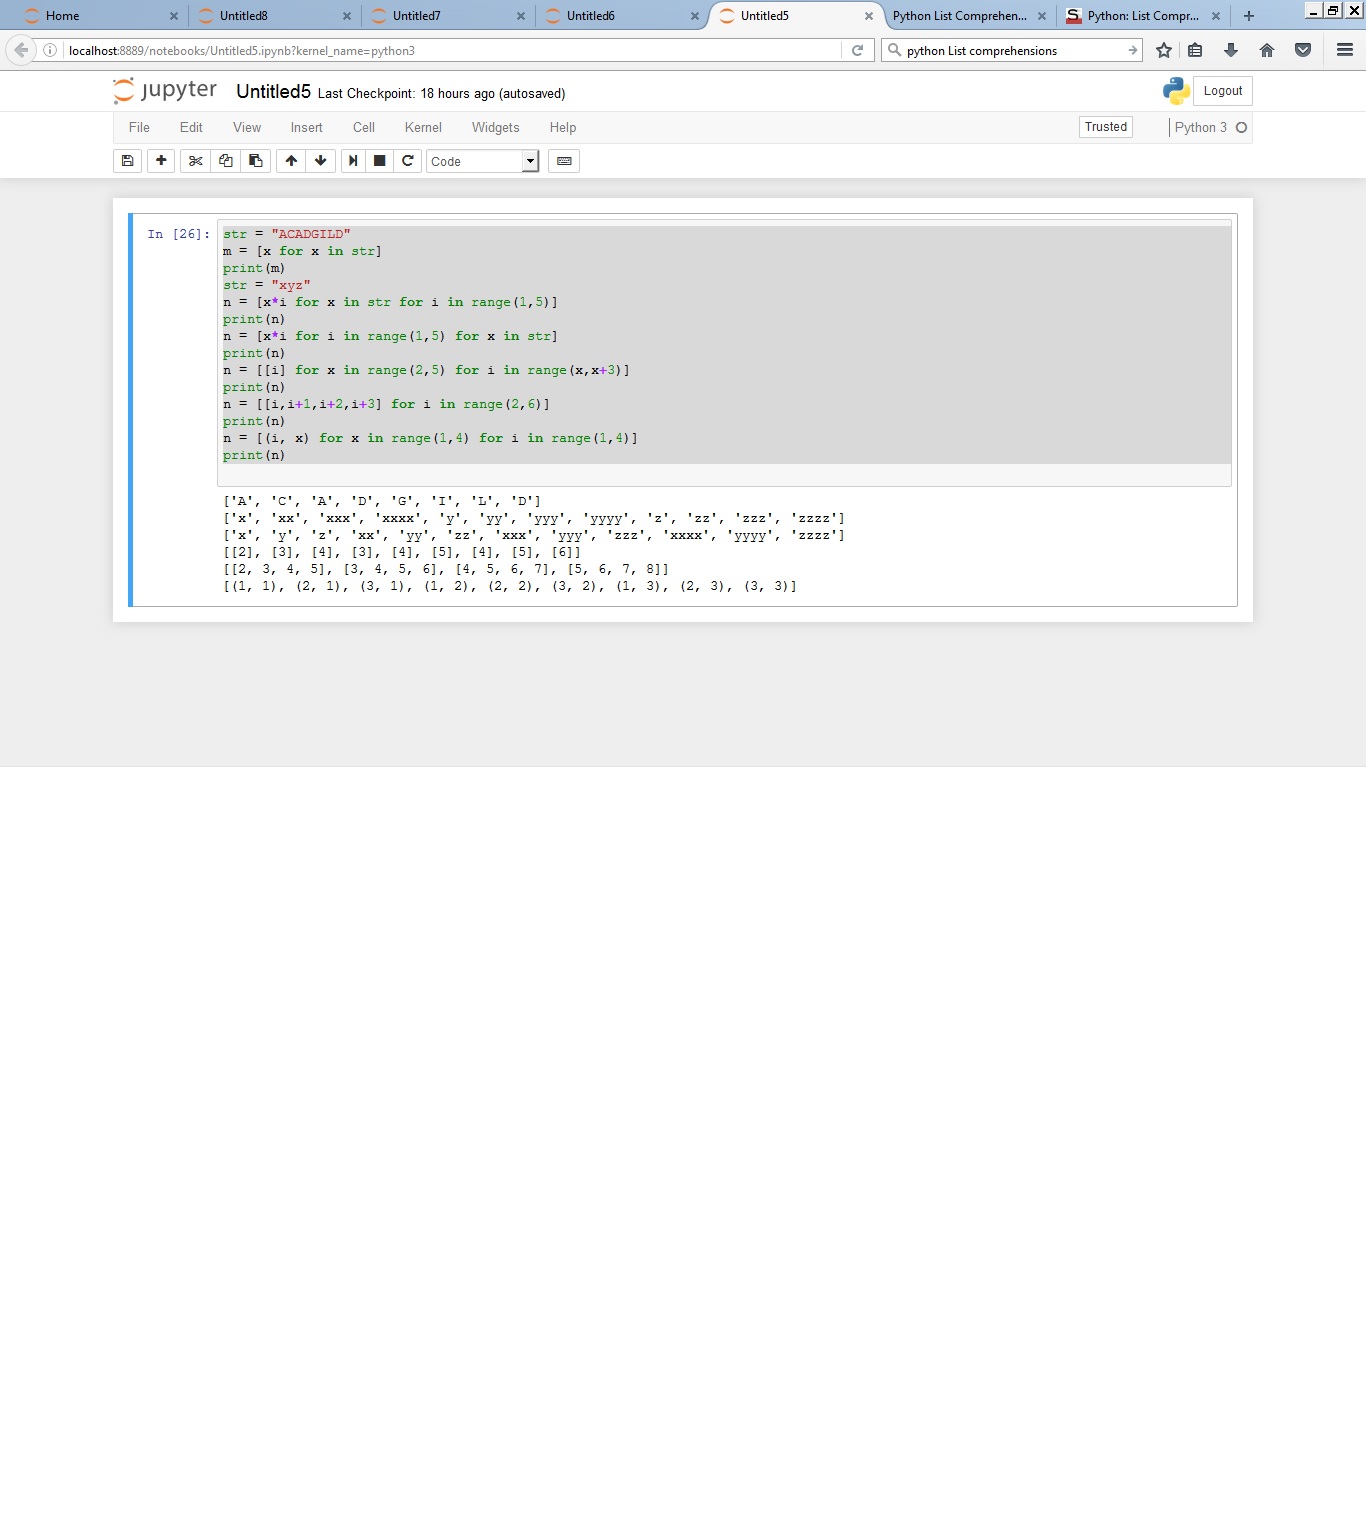 Home Untitled8 Untitled7 Untitled6 Untitled5 Python List Comprehen... Python: List Compr...
localhost:8889/notebooks/Untitled5.ipynb?kernel_name=python3 python List comprehensions
jupyter Untitled5 Last Checkpoint: 18 hours ago (autosaved) Logout
File Edit View Insert Cell Kernel Widgets Help Trusted Python 3
Code
In [26]: str = "ACADGILD"
m = [x for x in str]
print(m)
str = "xyz"
n = [x*i for x in str for i in range(1,5)]
print(n)
n = [x*i for i in range(1,5) for x in str]
print(n)
n = [[i] for x in range(2,5) for i in range(x,x+3)]
print(n)
n = [[i,i+1,i+2,i+3] for i in range(2,6)]
print(n)
n = [(i, x) for x in range(1,4) for i in range(1,4)]
print(n)
['A', 'C', 'A', 'D', 'G', 'I', 'L', 'D']
['x', 'xx', 'xxx', 'xxxx', 'y', 'yy', 'yyy', 'yyyy', 'z', 'zz', 'zzz', 'zzzz']
['x', 'y', 'z', 'xx', 'yy', 'zz', 'xxx', 'yyy', 'zzz', 'xxxx', 'yyyy', 'zzzz']
[[2], [3], [4], [3], [4], [5], [4], [5], [6]]
[[2, 3, 4, 5], [3, 4, 5, 6], [4, 5, 6, 7], [5, 6, 7, 8]]
[(1, 1), (2, 1), (3, 1), (1, 2), (2, 2), (3, 2), (1, 3), (2, 3), (3, 3)]